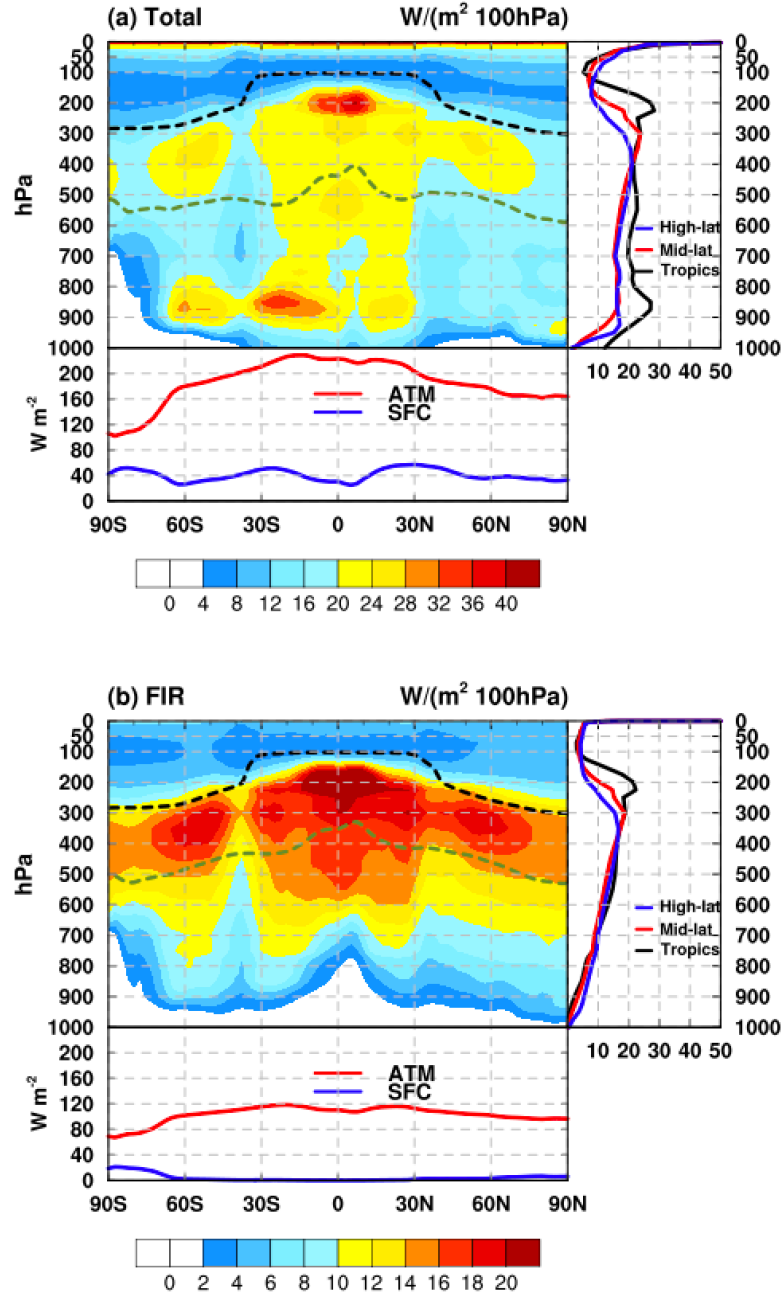 (a) Total W/(m² 100hPa)
0
50
100
200
300
400
500
600
700
800
900
1000
hPa
0
50
100
200
300
400
500
600
700
800
900
1000
High-lat
Mid-lat
Tropics
10 20 30 40 50
200
160
120
80
40
0
W m-2
ATM
SFC
90S 60S 30S 0 30N 60N 90N
0 4 8 12 16 20 24 28 32 36 40
(b) FIR W/(m² 100hPa)
0
50
100
200
300
400
500
600
700
800
900
1000
hPa
0
50
100
200
300
400
500
600
700
800
900
1000
High-lat
Mid-lat
Tropics
10 20 30 40 50
200
160
120
80
40
0
W m-2
ATM
SFC
90S 60S 30S 0 30N 60N 90N
0 2 4 6 8 10 12 14 16 18 20